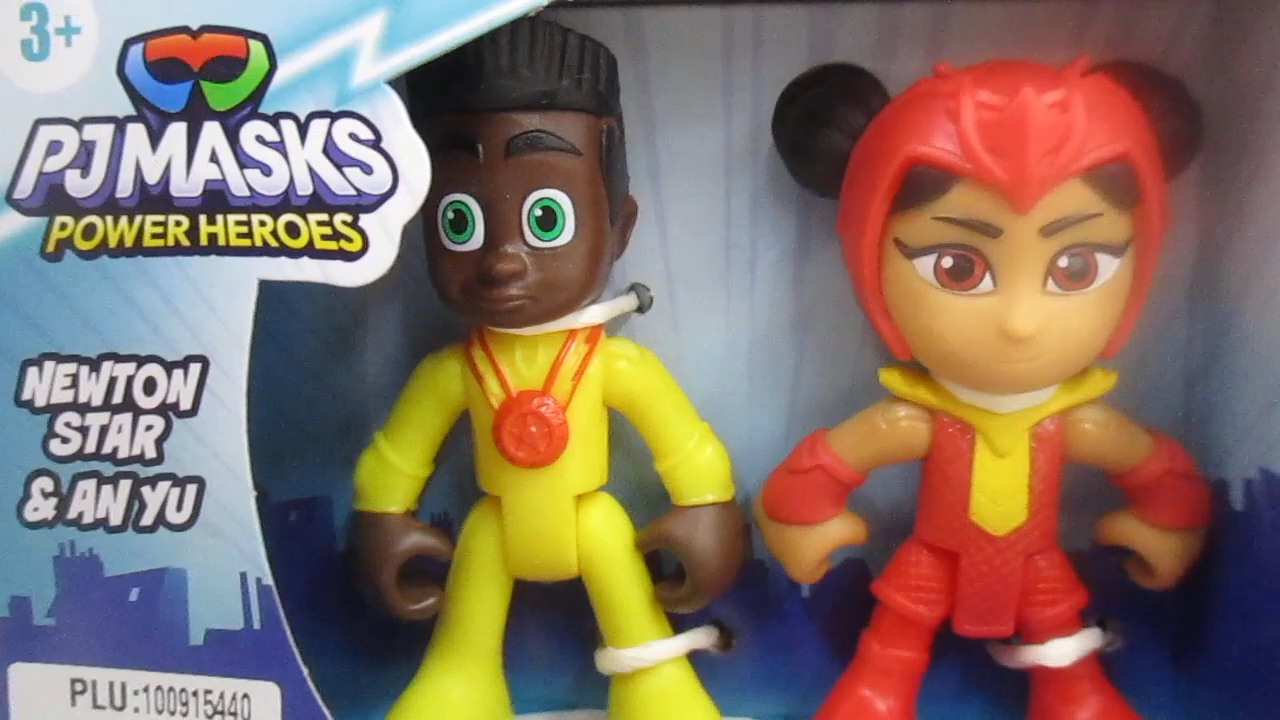 3+
PJ MASKS
POWER HEROES
NEWTON
STAR
& AN YU
PLU:100915440